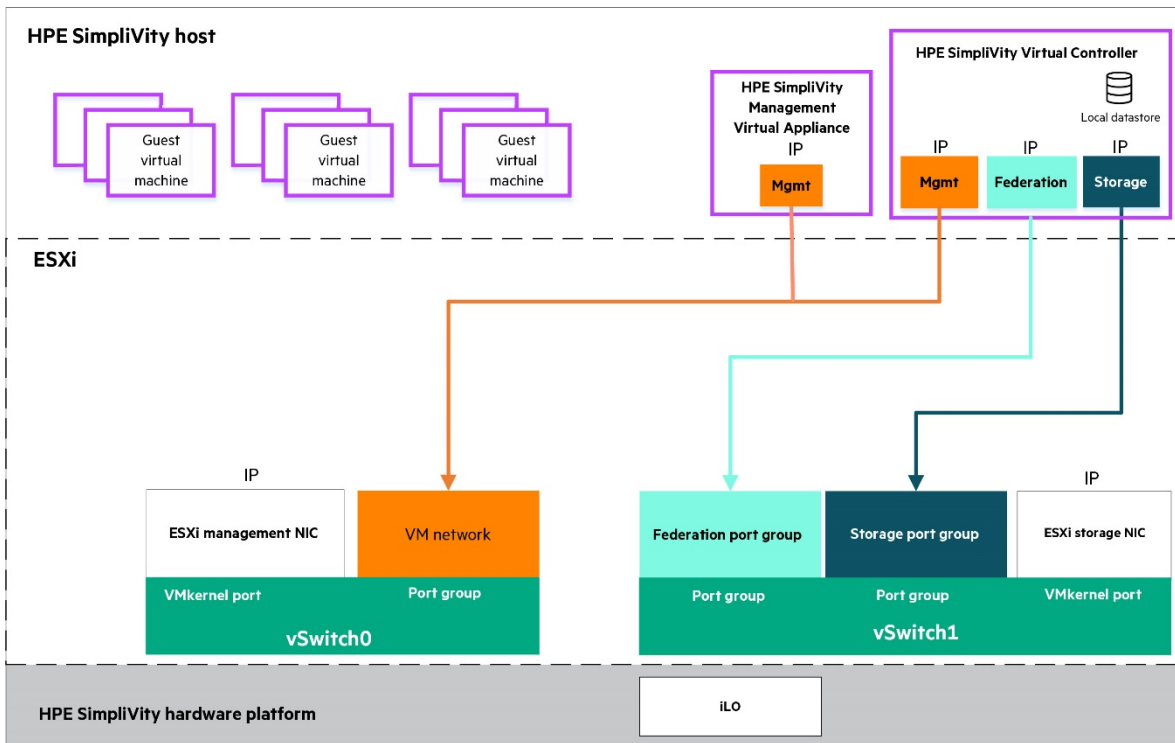 HPE SimpliVity host
HPE SimpliVity Virtual Controller
Local datastore
HPE SimpliVity
Management
Virtual Appliance
IP
Mgmt
IP
IP
IP
Mgmt
Federation
Storage
Guest
virtual
machine
Guest
virtual
machine
Guest
virtual
machine
ESXi
IP
ESXi management NIC
VM network
VMkernel port
Port group
vSwitch0
IP
Federation port group
Storage port group
ESXi storage NIC
Port group
Port group
VMkernel port
vSwitch1
HPE SimpliVity hardware platform
iLO